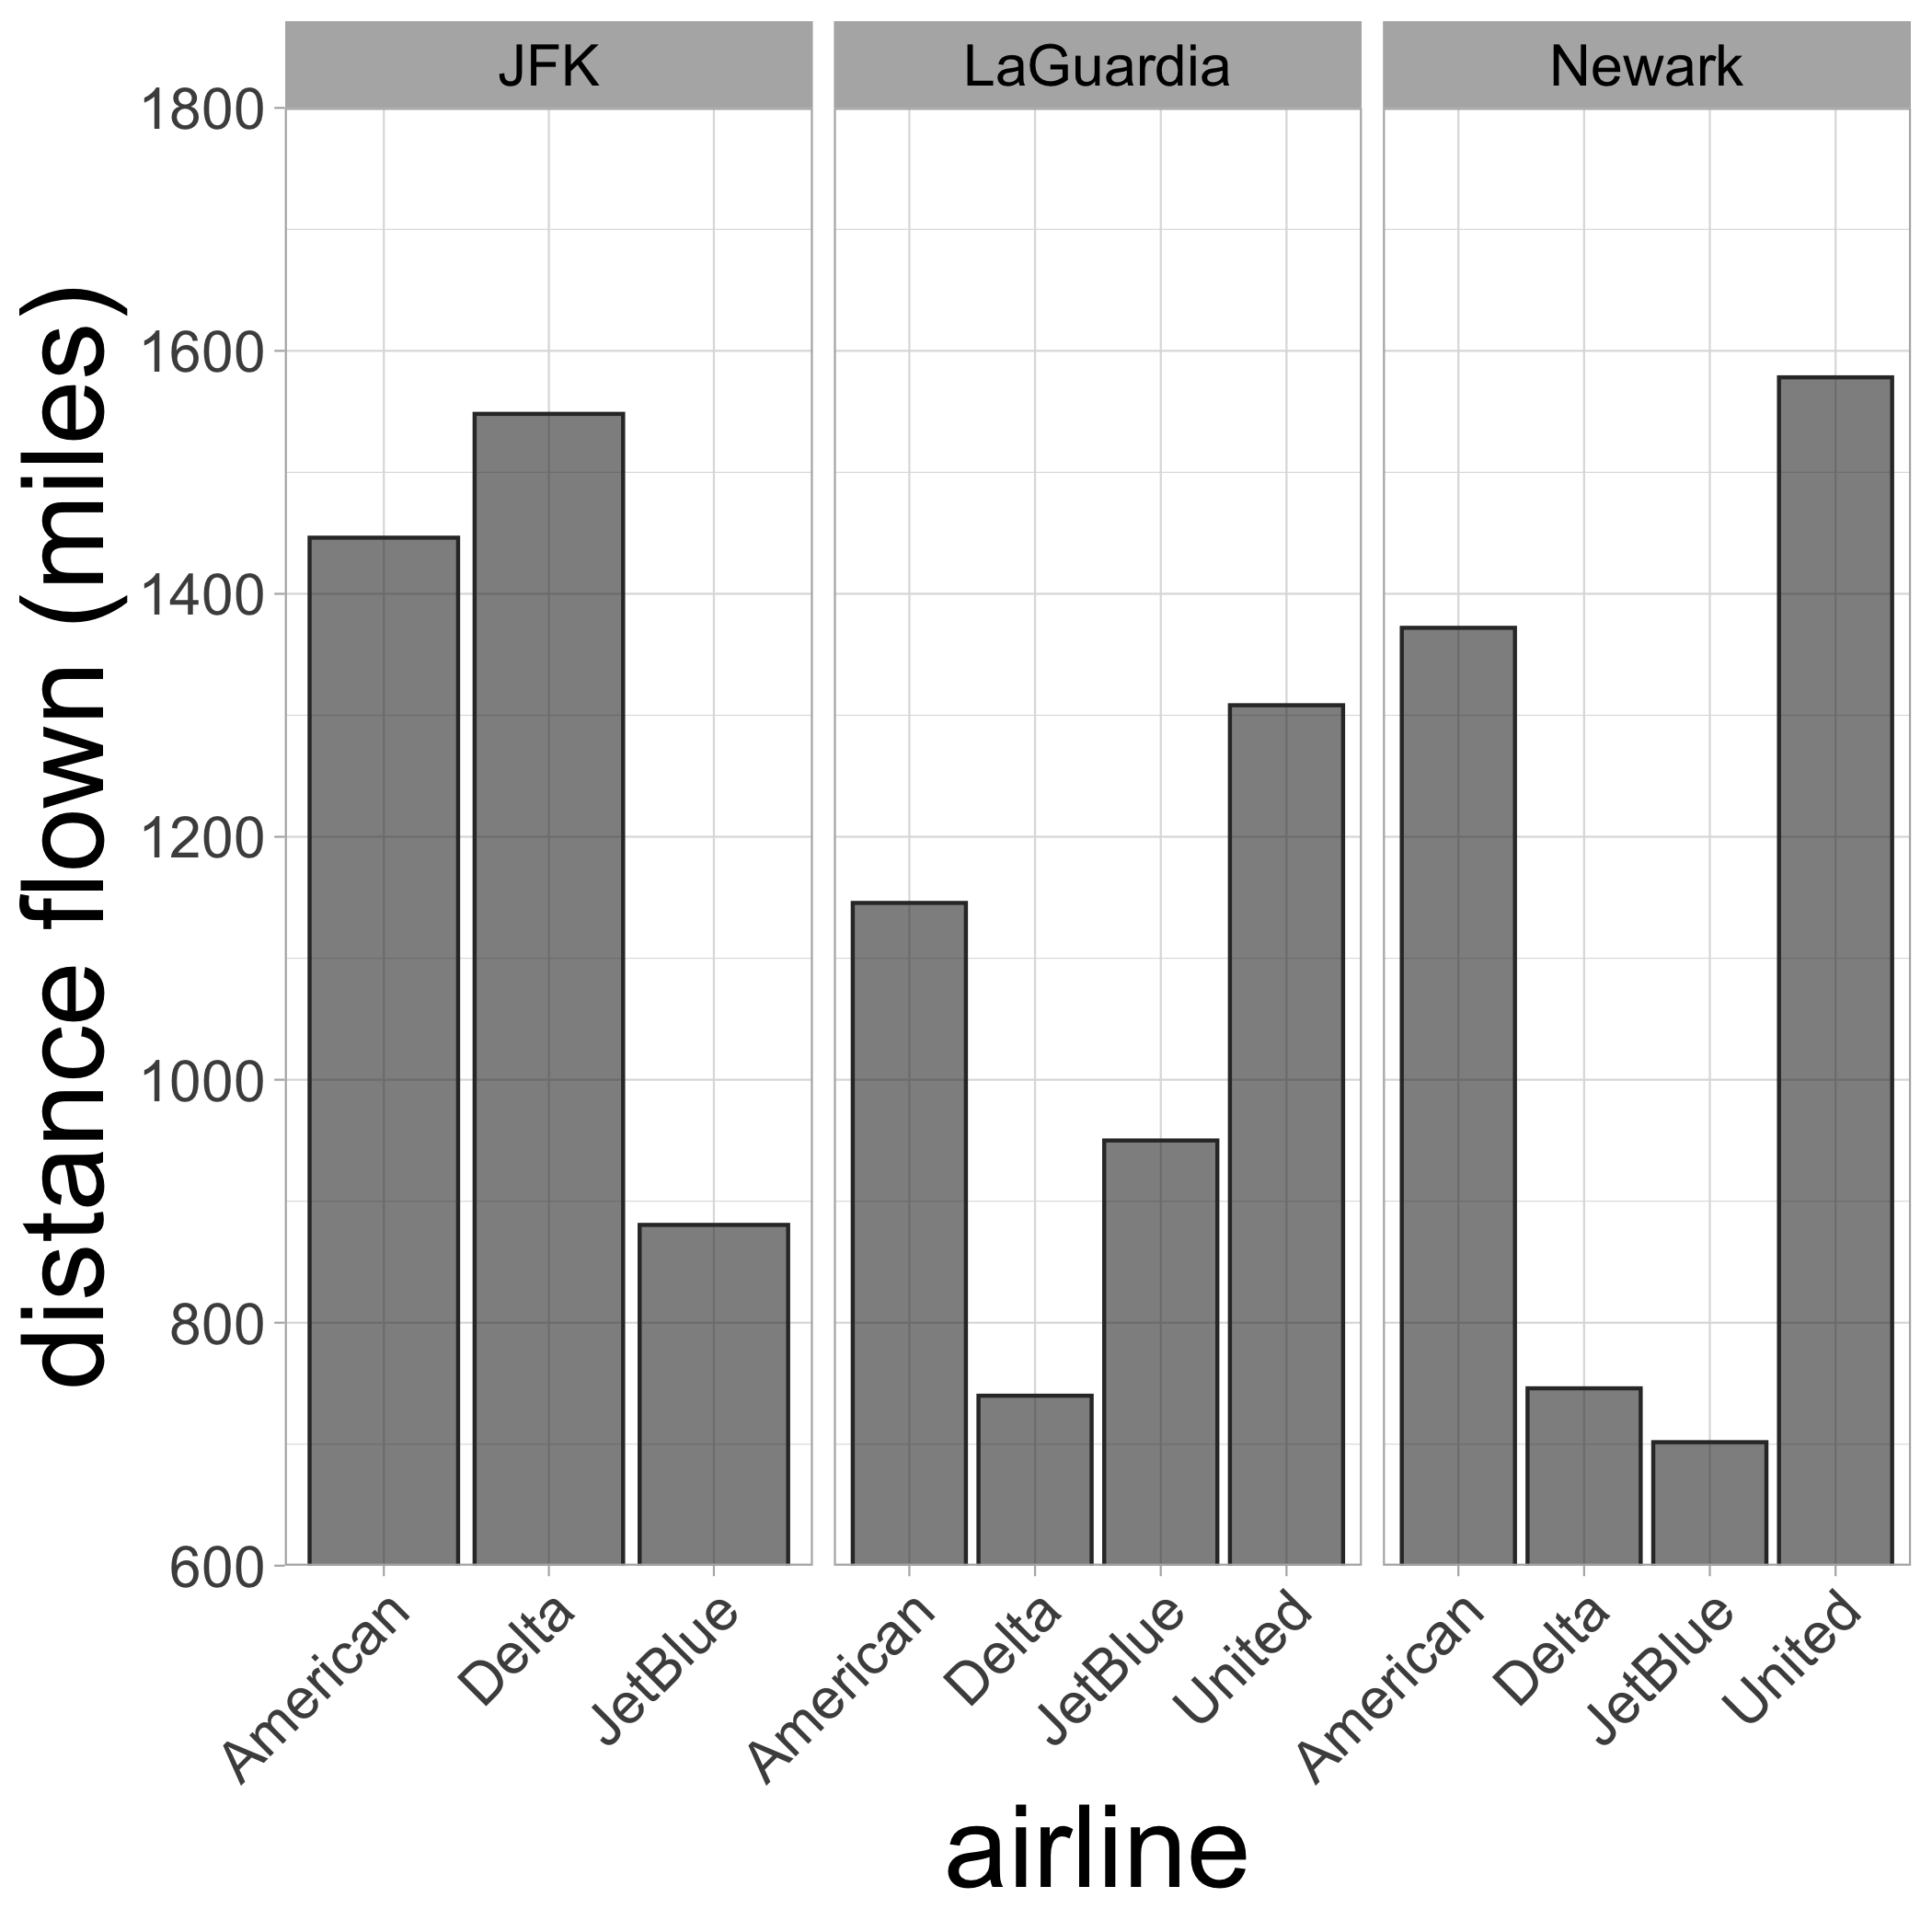 JFK
LaGuardia
Newark
distance flown (miles)
1800
1600
1400
1200
1000
800
600
American
Delta
JetBlue
American
Delta
JetBlue
United
American
Delta
JetBlue
United
airline